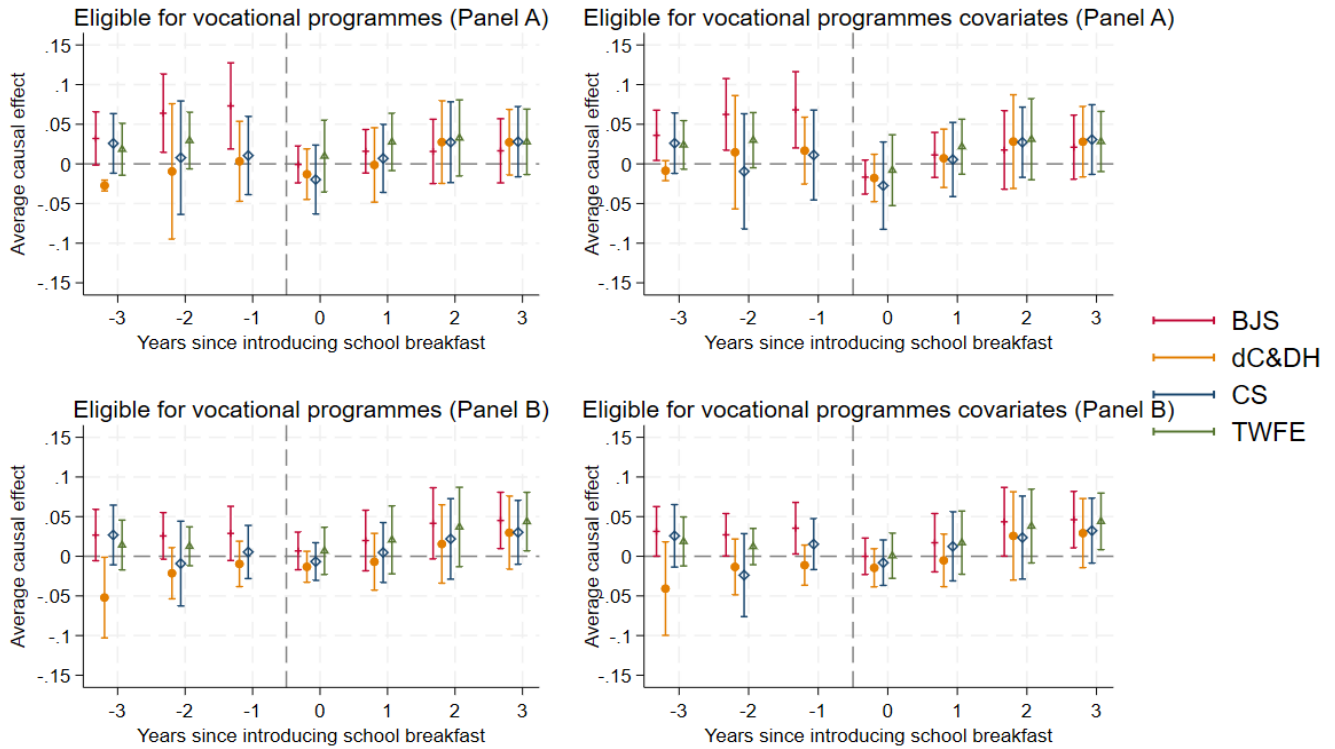 Eligible for vocational programmes (Panel A)
Average causal effect
.15
.1
.05
0
-.05
-.1
-.15
-3 -2 -1 0 1 2 3
Years since introducing school breakfast
Eligible for vocational programmes covariates (Panel A)
Average causal effect
.15
.1
.05
0
-.05
-.1
-.15
-3 -2 -1 0 1 2 3
Years since introducing school breakfast
Eligible for vocational programmes (Panel B)
Average causal effect
.15
.1
.05
0
-.05
-.1
-.15
-3 -2 -1 0 1 2 3
Years since introducing school breakfast
Eligible for vocational programmes covariates (Panel B)
Average causal effect
.15
.1
.05
0
-.05
-.1
-.15
-3 -2 -1 0 1 2 3
Years since introducing school breakfast
BJS
dC&DH
CS
TWFE